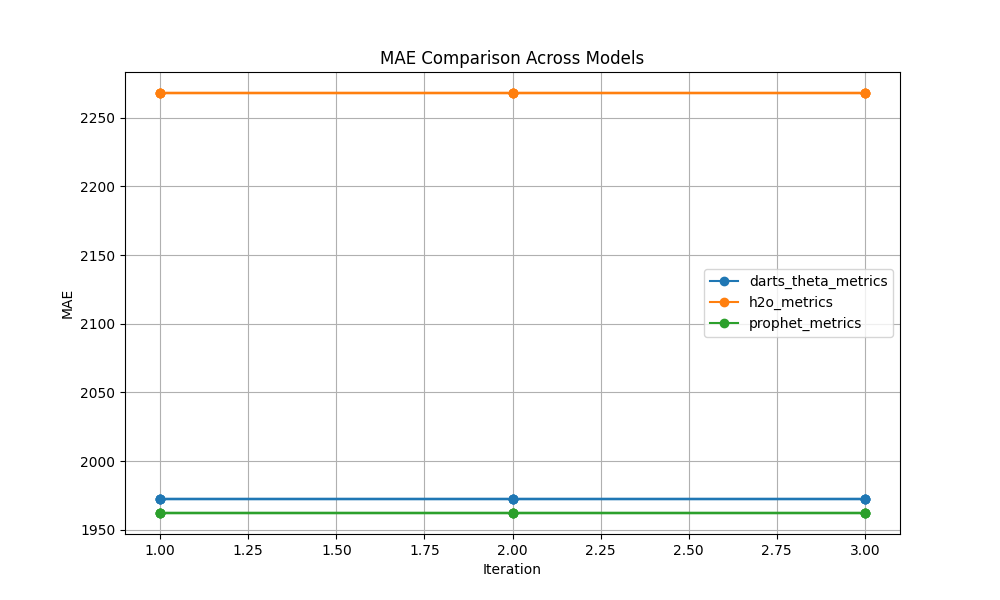 MAE Comparison Across Models
MAE
2250
2200
2150
2100
2050
2000
1950
darts_theta_metrics
h2o_metrics
prophet_metrics
1.00 1.25 1.50 1.75 2.00 2.25 2.50 2.75 3.00
Iteration